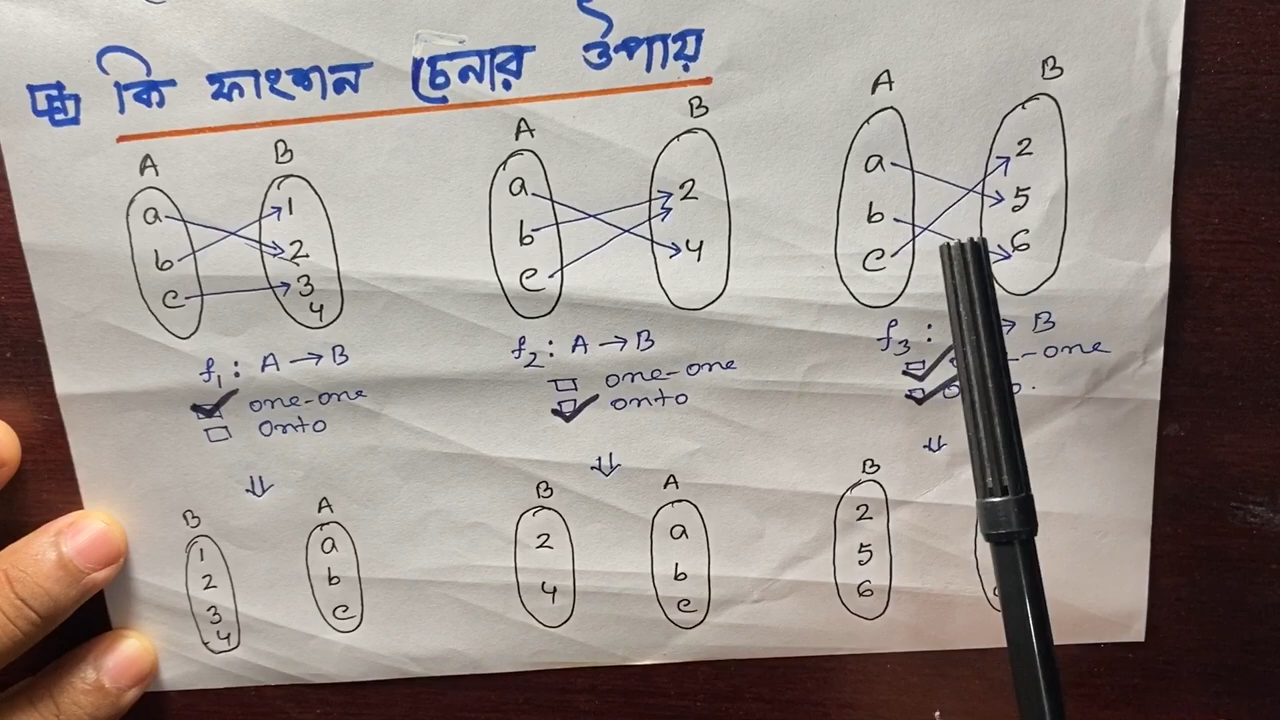 কি ফাংশন চেনার উপায়
A B
a 1
b 2
c 3
4
f₁: A → B
one-one
onto
⇓
B A
1 a
2 b
3 c
4
A B
a 2
b 4
c
f₂: A → B
one-one
onto
⇓
B A
2 a
4 b
c
A B
a 2
b 5
c 6
f₃: → B
-one
⇓
B
2
5
6